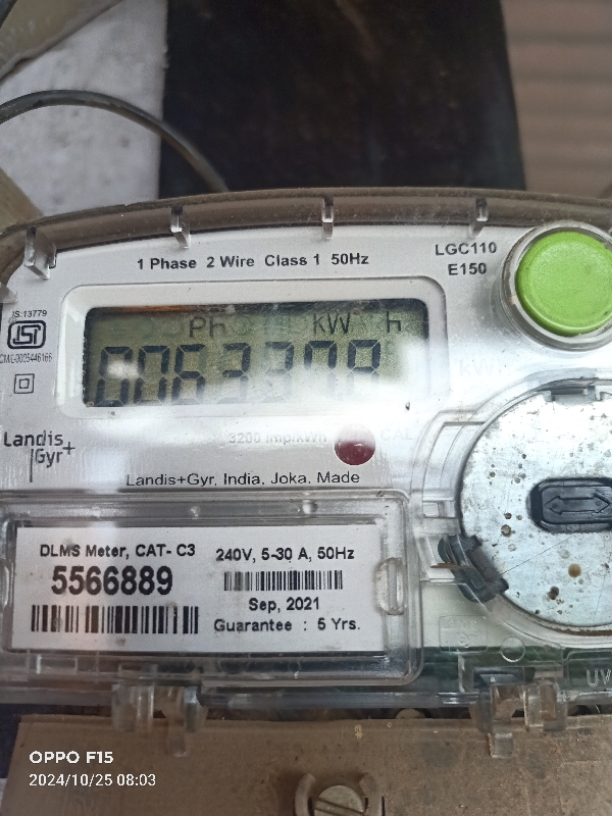 1 Phase 2 Wire Class 1 50Hz
LGC110
E150
IS:13779
Ph kW h
Landis
|Gyr+
3200 imp/kWh
CAL
Landis+Gyr, India, Joka. Made
DLMS Meter, CAT- C3
5566889
240V, 5-30 A, 50Hz
Sep, 2021
Guarantee : 5 Yrs.
UV
OPPO F15
2024/10/25 08:03